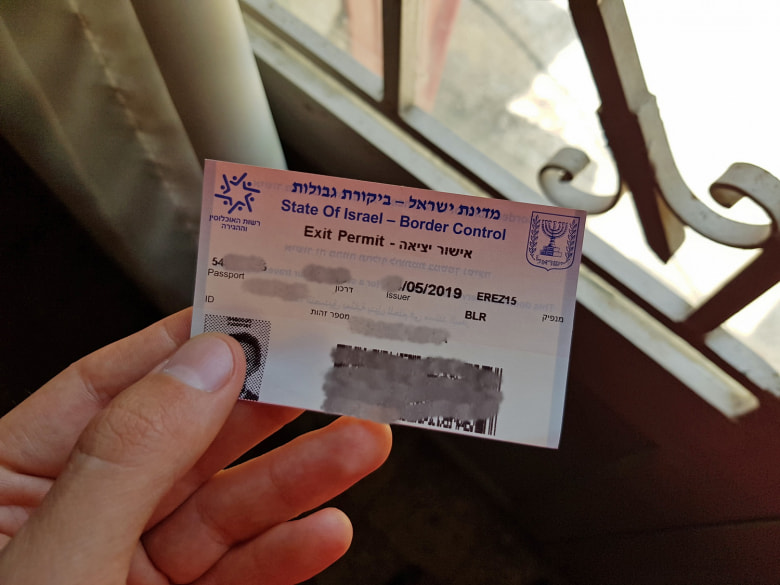 מדינת ישראל – ביקורת גבולות
State Of Israel – Border Control
Exit Permit - אישור יציאה
רשות האוכלוסין
וההגירה
ישראל
54
/05/2019 EREZ15
Passport דרכון Issuer מנפיק
BLR
ID מספר זהות